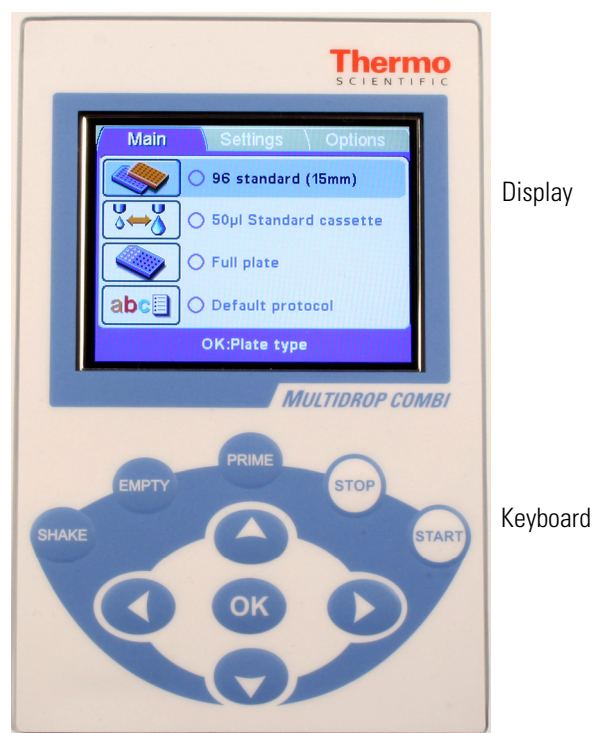 Thermo
SCIENTIFIC
Main Settings Options
96 standard (15mm)
50µl Standard cassette
Full plate
abc Default protocol
OK:Plate type
MULTIDROP COMBI
Display
SHAKE EMPTY PRIME STOP START
OK
Keyboard